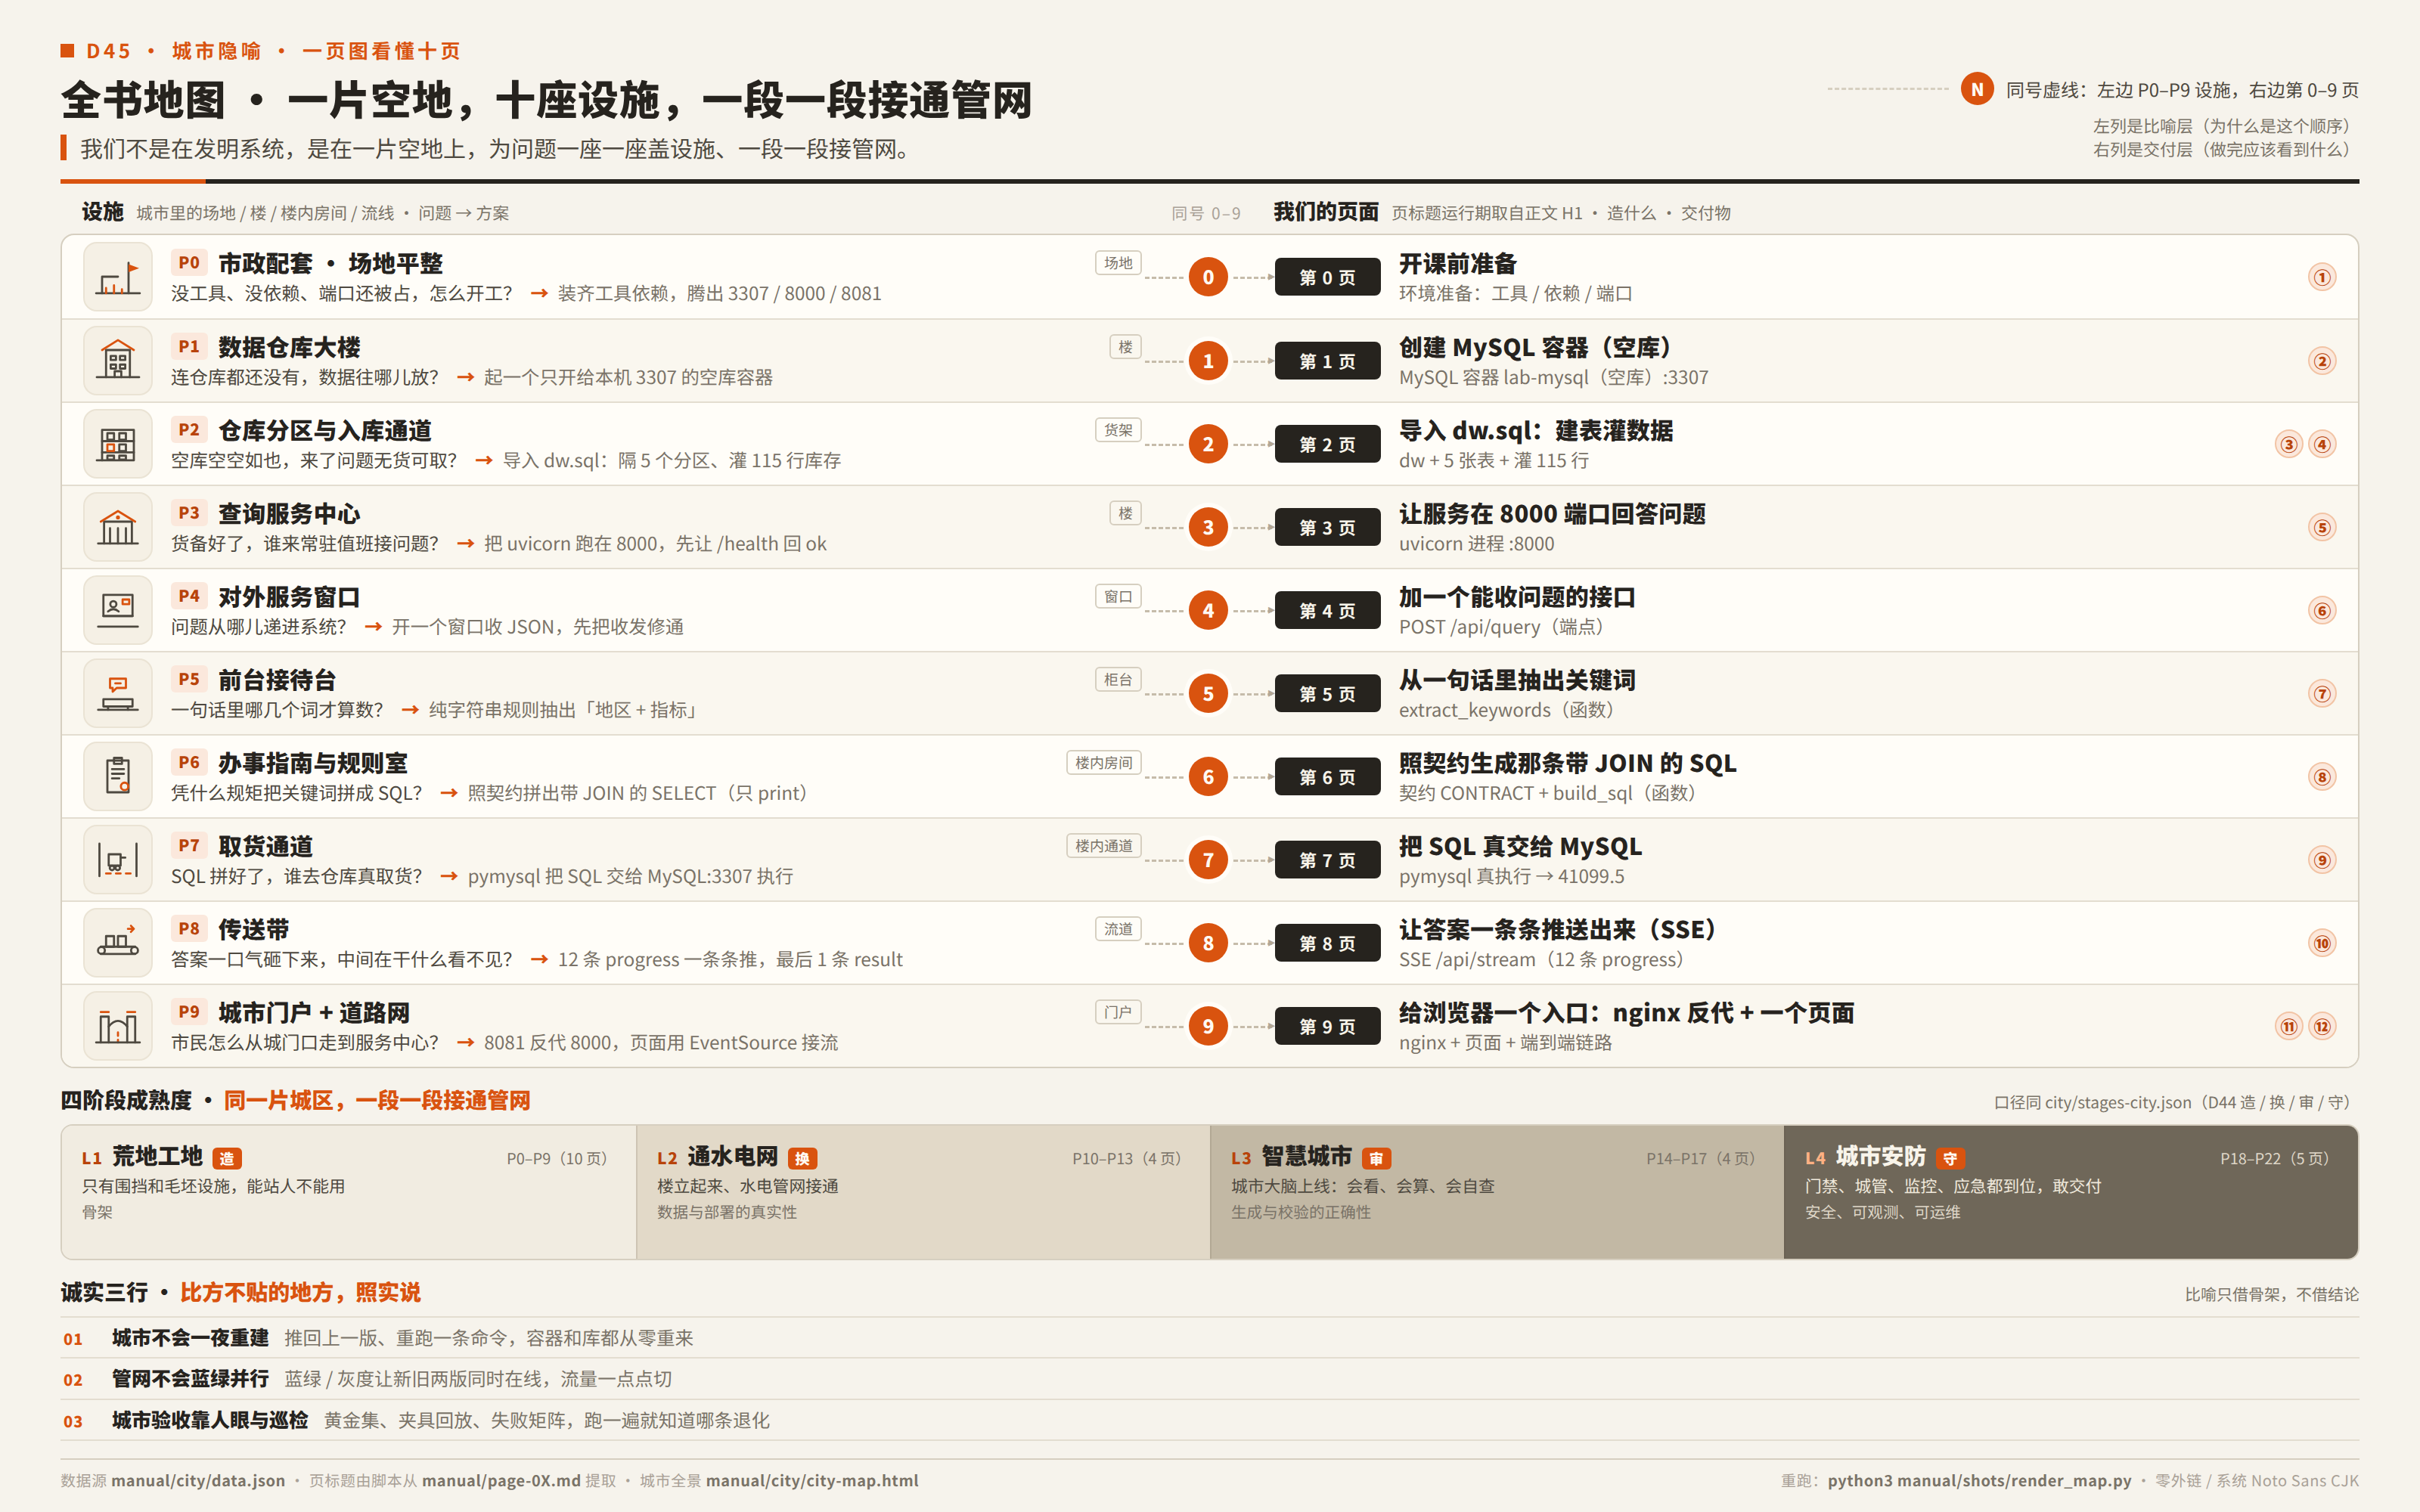 D45 • 城市隐喻 • 一页图看懂十页
全书地图 • 一片空地，十座设施，一段一段接通管网
我们不是在发明系统，是在一片空地上，为问题一座一座盖设施、一段一段接管网。
N 同号虚线：左边 P0–P9 设施，右边第 0–9 页
左列是比喻层（为什么是这个顺序）
右列是交付层（做完应该看到什么）
设施 城市里的场地 / 楼 / 楼内房间 / 流线 • 问题 → 方案 同号 0–9 我们的页面 页标题运行期取自正文 H1 • 造什么 • 交付物
P0 市政配套 • 场地平整 场地 0 第 0 页 开课前准备 ①
没工具、没依赖、端口还被占，怎么开工？ → 装齐工具依赖，腾出 3307 / 8000 / 8081 环境准备：工具 / 依赖 / 端口
P1 数据仓库大楼 楼 1 第 1 页 创建 MySQL 容器（空库） ②
连仓库都还没有，数据往哪儿放？ → 起一个只开给本机 3307 的空库容器 MySQL 容器 lab-mysql（空库）:3307
P2 仓库分区与入库通道 货架 2 第 2 页 导入 dw.sql：建表灌数据 ③ ④
空库空空如也，来了问题无货可取？ → 导入 dw.sql：隔 5 个分区、灌 115 行库存 dw + 5 张表 + 灌 115 行
P3 查询服务中心 楼 3 第 3 页 让服务在 8000 端口回答问题 ⑤
货备好了，谁来常驻值班接问题？ → 把 uvicorn 跑在 8000，先让 /health 回 ok uvicorn 进程 :8000
P4 对外服务窗口 窗口 4 第 4 页 加一个能收问题的接口 ⑥
问题从哪儿递进系统？ → 开一个窗口收 JSON，先把收发修通 POST /api/query（端点）
P5 前台接待台 柜台 5 第 5 页 从一句话里抽出关键词 ⑦
一句话里哪几个词才算数？ → 纯字符串规则抽出「地区 + 指标」 extract_keywords（函数）
P6 办事指南与规则室 楼内房间 6 第 6 页 照契约生成那条带 JOIN 的 SQL ⑧
凭什么规矩把关键词拼成 SQL？ → 照契约拼出带 JOIN 的 SELECT（只 print） 契约 CONTRACT + build_sql（函数）
P7 取货通道 楼内通道 7 第 7 页 把 SQL 真交给 MySQL ⑨
SQL 拼好了，谁去仓库真取货？ → pymysql 把 SQL 交给 MySQL:3307 执行 pymysql 真执行 → 41099.5
P8 传送带 流道 8 第 8 页 让答案一条条推送出来（SSE） ⑩
答案一口气砸下来，中间在干什么看不见？ → 12 条 progress 一条条推，最后 1 条 result SSE /api/stream（12 条 progress）
P9 城市门户 + 道路网 门户 9 第 9 页 给浏览器一个入口：nginx 反代 + 一个页面 ⑪ ⑫
市民怎么从城门口走到服务中心？ → 8081 反代 8000，页面用 EventSource 接流 nginx + 页面 + 端到端链路
四阶段成熟度 • 同一片城区，一段一段接通管网 口径同 city/stages-city.json（D44 造 / 换 / 审 / 守）
L1 荒地工地 造 P0–P9（10 页）
只有围挡和毛坯设施，能站人不能用
骨架
L2 通水电网 换 P10–P13（4 页）
楼立起来、水电管网接通
数据与部署的真实性
L3 智慧城市 审 P14–P17（4 页）
城市大脑上线：会看、会算、会自查
生成与校验的正确性
L4 城市安防 守 P18–P22（5 页）
门禁、城管、监控、应急都到位，敢交付
安全、可观测、可运维
诚实三行 • 比方不贴的地方，照实说 比喻只借骨架，不借结论
01 城市不会一夜重建 推回上一版、重跑一条命令，容器和库都从零重来
02 管网不会蓝绿并行 蓝绿 / 灰度让新旧两版同时在线，流量一点点切
03 城市验收靠人眼与巡检 黄金集、夹具回放、失败矩阵，跑一遍就知道哪条退化
数据源 manual/city/data.json • 页标题由脚本从 manual/page-0X.md 提取 • 城市全景 manual/city/city-map.html 重跑：python3 manual/shots/render_map.py • 零外链 / 系统 Noto Sans CJK